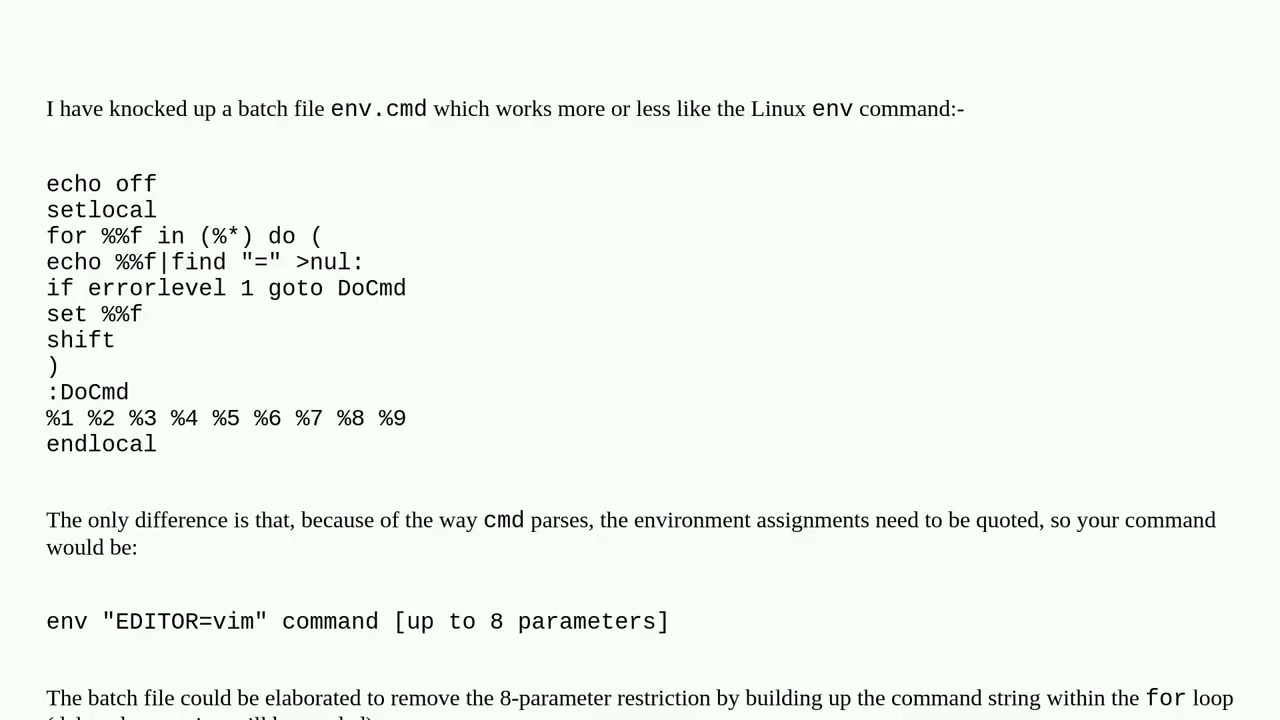 I have knocked up a batch file env.cmd which works more or less like the Linux env command:-
echo off
setlocal
for %%f in (%*) do (
echo %%f|find "=" >nul:
if errorlevel 1 goto DoCmd
set %%f
shift
)
:DoCmd
%1 %2 %3 %4 %5 %6 %7 %8 %9
endlocal
The only difference is that, because of the way cmd parses, the environment assignments need to be quoted, so your command
would be:
env "EDITOR=vim" command [up to 8 parameters]
The batch file could be elaborated to remove the 8-parameter restriction by building up the command string within the for loop